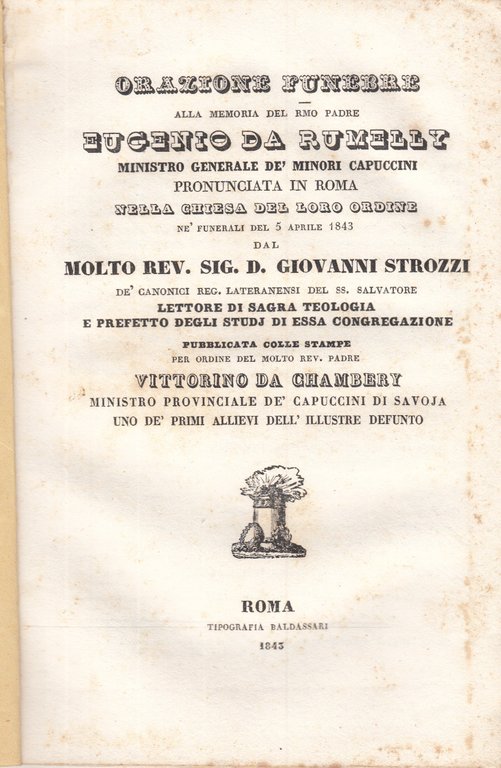 ORAZIONE FUNEBRE
ALLA MEMORIA DEL RMO PADRE
EUGENIO DA RUMELLY
MINISTRO GENERALE DE' MINORI CAPUCCINI
PRONUNCIATA IN ROMA
NELLA CHIESA DEL LORO ORDINE
NE' FUNERALI DEL 5 APRILE 1843
DAL
MOLTO REV. SIG. D. GIOVANNI STROZZI
DE' CANONICI REG. LATERANENSI DEL SS. SALVATORE
LETTORE DI SAGRA TEOLOGIA
E PREFETTO DEGLI STUDJ DI ESSA CONGREGAZIONE
PUBBLICATA COLLE STAMPE
PER ORDINE DEL MOLTO REV. PADRE
VITTORINO DA CHAMBERY
MINISTRO PROVINCIALE DE' CAPUCCINI DI SAVOJA
UNO DE' PRIMI ALLIEVI DELL' ILLUSTRE DEFUNTO
ROMA
TIPOGRAFIA BALDASSARI
1843